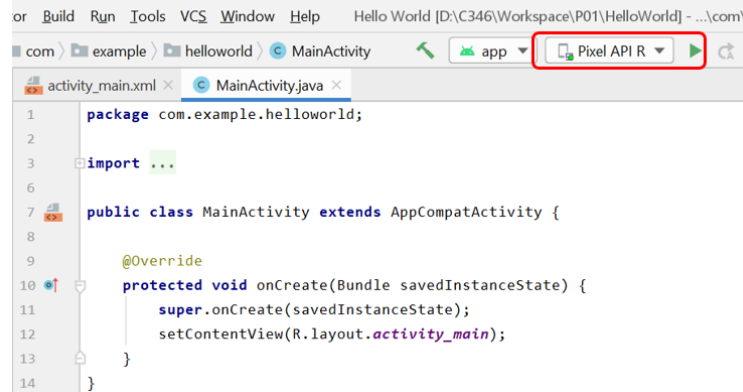 or Build Run Tools VCS Window Help Hello World [D:\C346\Workspace\P01\HelloWorld] - ...\com\
com example helloworld C MainActivity app Pixel API R
activity_main.xml C MainActivity.java
1 package com.example.helloworld;
2
3 import ...
6
7 public class MainActivity extends AppCompatActivity {
8
9 @Override
10 protected void onCreate(Bundle savedInstanceState) {
11 super.onCreate(savedInstanceState);
12 setContentView(R.layout.activity_main);
13 }
14 }